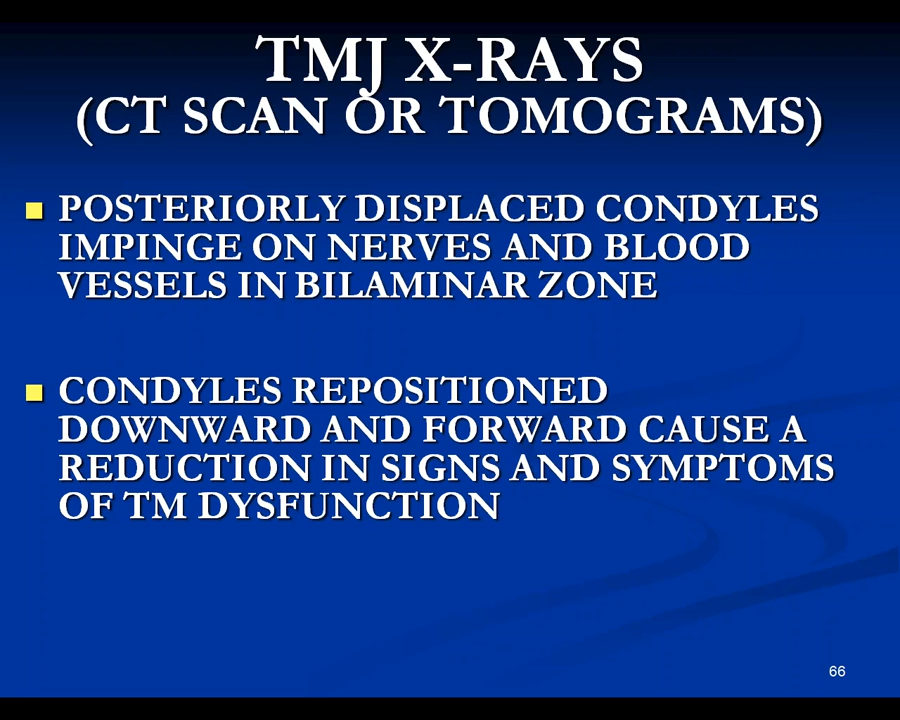 TMJ X-RAYS
(CT SCAN OR TOMOGRAMS)
POSTERIORLY DISPLACED CONDYLES
IMPINGE ON NERVES AND BLOOD
VESSELS IN BILAMINAR ZONE
CONDYLES REPOSITIONED
DOWNWARD AND FORWARD CAUSE A
REDUCTION IN SIGNS AND SYMPTOMS
OF TM DYSFUNCTION
66